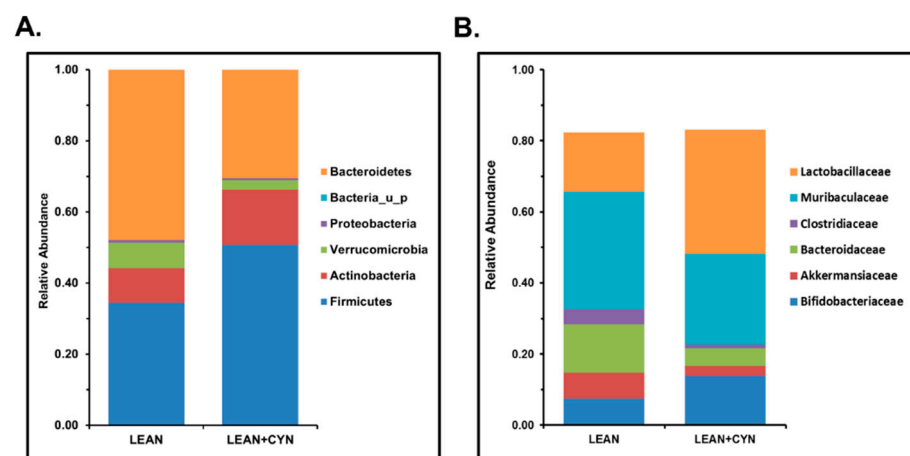 A.
Relative Abundance
1.00
0.80
0.60
0.40
0.20
0.00
LEAN
LEAN+CYN
Bacteroidetes
Bacteria_u_p
Proteobacteria
Verrucomicrobia
Actinobacteria
Firmicutes
B.
Relative Abundance
1.00
0.80
0.60
0.40
0.20
0.00
LEAN
LEAN+CYN
Lactobacillaceae
Muribaculaceae
Clostridiaceae
Bacteroidaceae
Akkermansiaceae
Bifidobacteriaceae